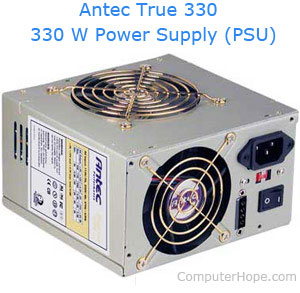 Antec True 330
330 W Power Supply (PSU)
Antec
ComputerHope.com